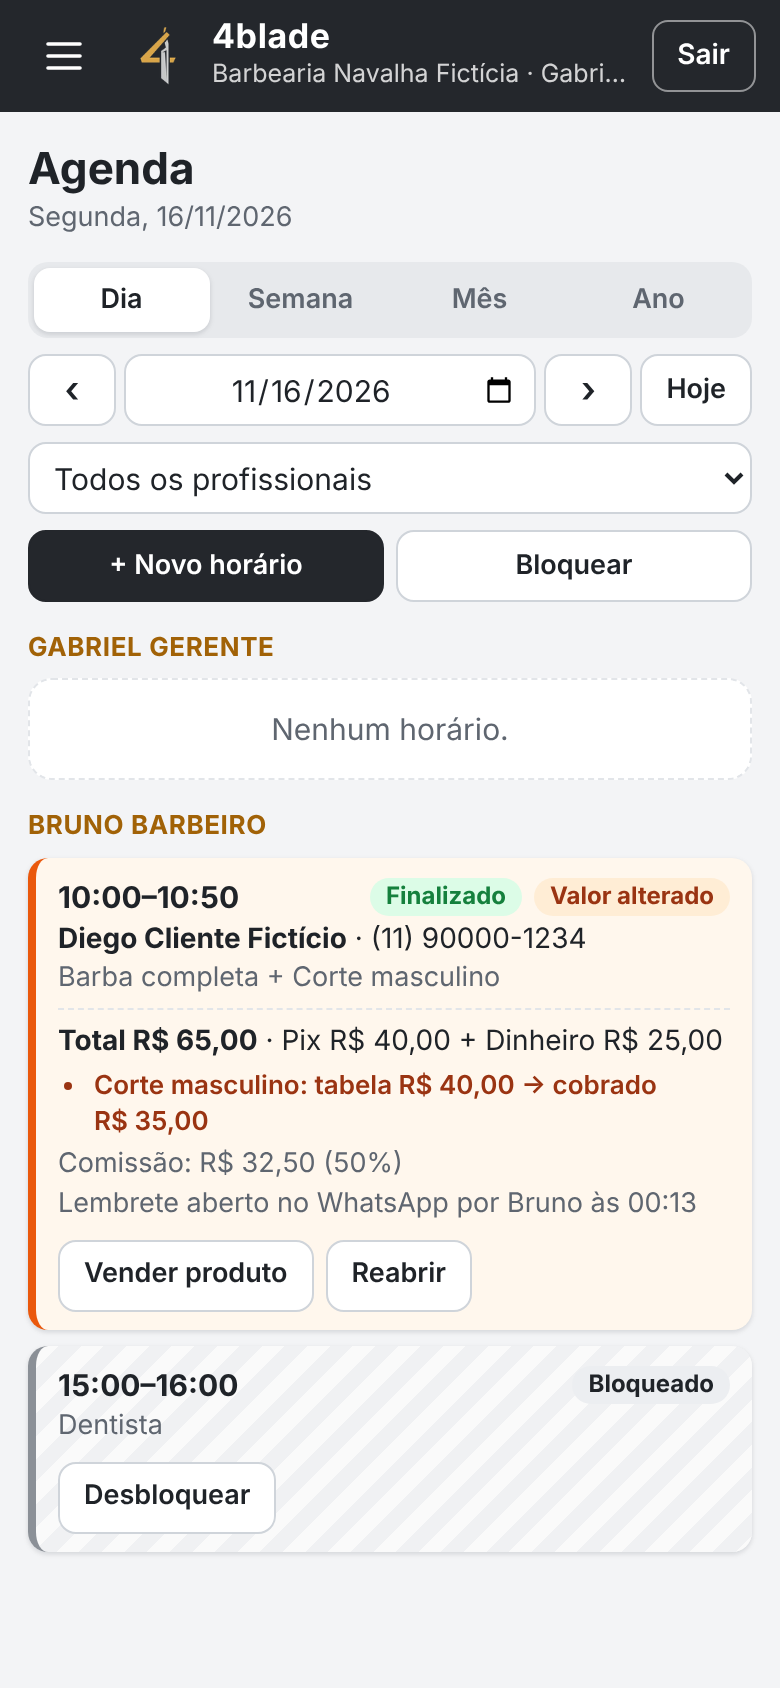 4blade
Barbearia Navalha Fictícia · Gabri...
Sair
Agenda
Segunda, 16/11/2026
Dia
Semana
Mês
Ano
‹
11/16/2026
›
Hoje
Todos os profissionais
+ Novo horário
Bloquear
GABRIEL GERENTE
Nenhum horário.
BRUNO BARBEIRO
10:00–10:50
Finalizado
Valor alterado
Diego Cliente Fictício · (11) 90000-1234
Barba completa + Corte masculino
Total R$ 65,00 · Pix R$ 40,00 + Dinheiro R$ 25,00
• Corte masculino: tabela R$ 40,00 → cobrado
R$ 35,00
Comissão: R$ 32,50 (50%)
Lembrete aberto no WhatsApp por Bruno às 00:13
Vender produto
Reabrir
15:00–16:00
Bloqueado
Dentista
Desbloquear